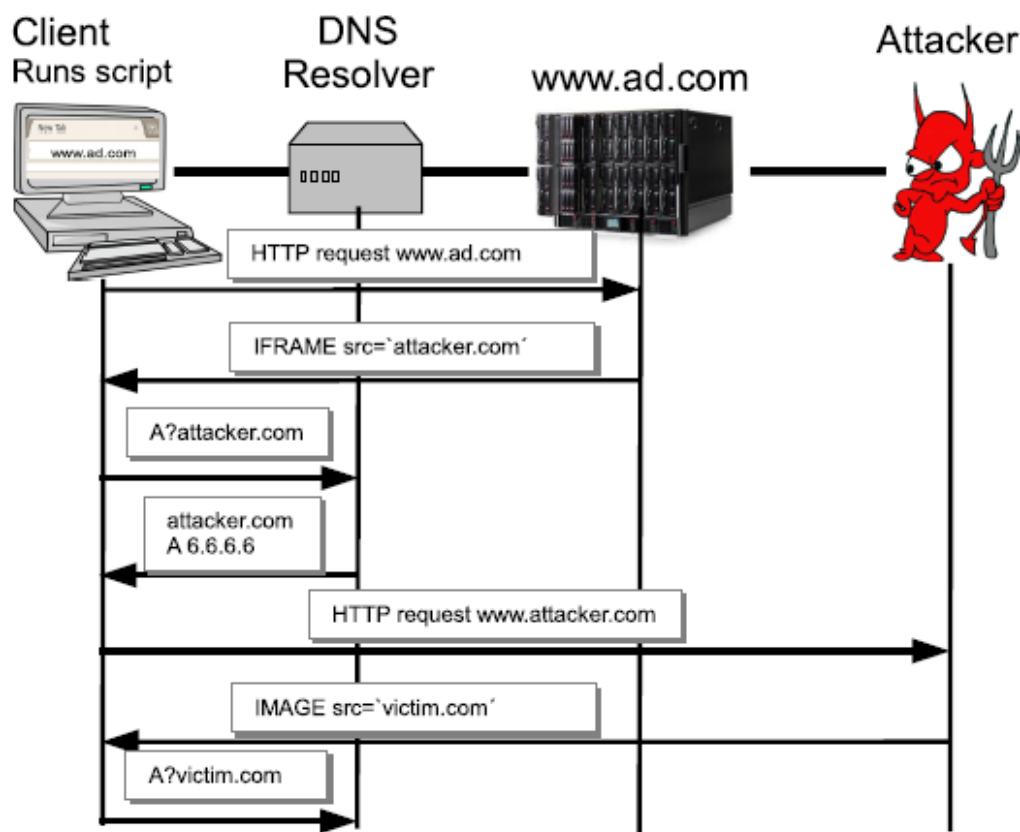 Client
Runs script
DNS
Resolver
www.ad.com
Attacker
New Tab
www.ad.com
HTTP request www.ad.com
IFRAME src=`attacker.com´
A?attacker.com
attacker.com
A 6.6.6.6
HTTP request www.attacker.com
IMAGE src=`victim.com´
A?victim.com